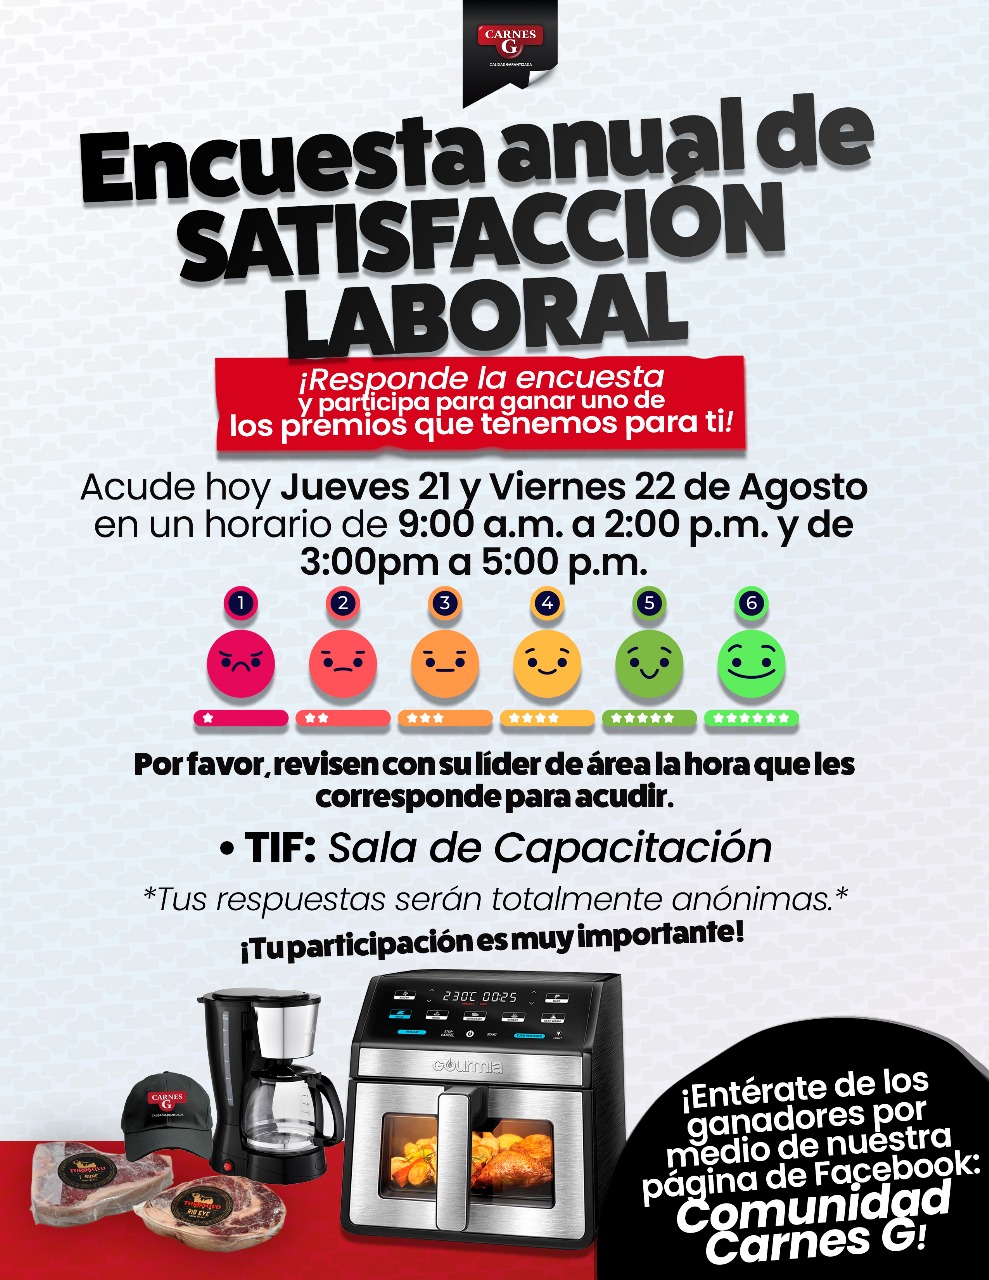 CARNES
G
CALIDAD GARANTIZADA
Encuesta anual de
SATISFACCIÓN
LABORAL
¡Responde la encuesta
y participa para ganar uno de
los premios que tenemos para ti!
Acude hoy Jueves 21 y Viernes 22 de Agosto
en un horario de 9:00 a.m. a 2:00 p.m. y de
3:00pm a 5:00 p.m.
1 2 3 4 5 6
Por favor, revisen con su líder de área la hora que les
corresponde para acudir.
• TIF: Sala de Capacitación
*Tus respuestas serán totalmente anónimas.*
¡Tu participación es muy importante!
230C 00:25
gourmia
CARNES
G
RIB EYE
¡Entérate de los
ganadores por
medio de nuestra
página de Facebook:
Comunidad
Carnes G!